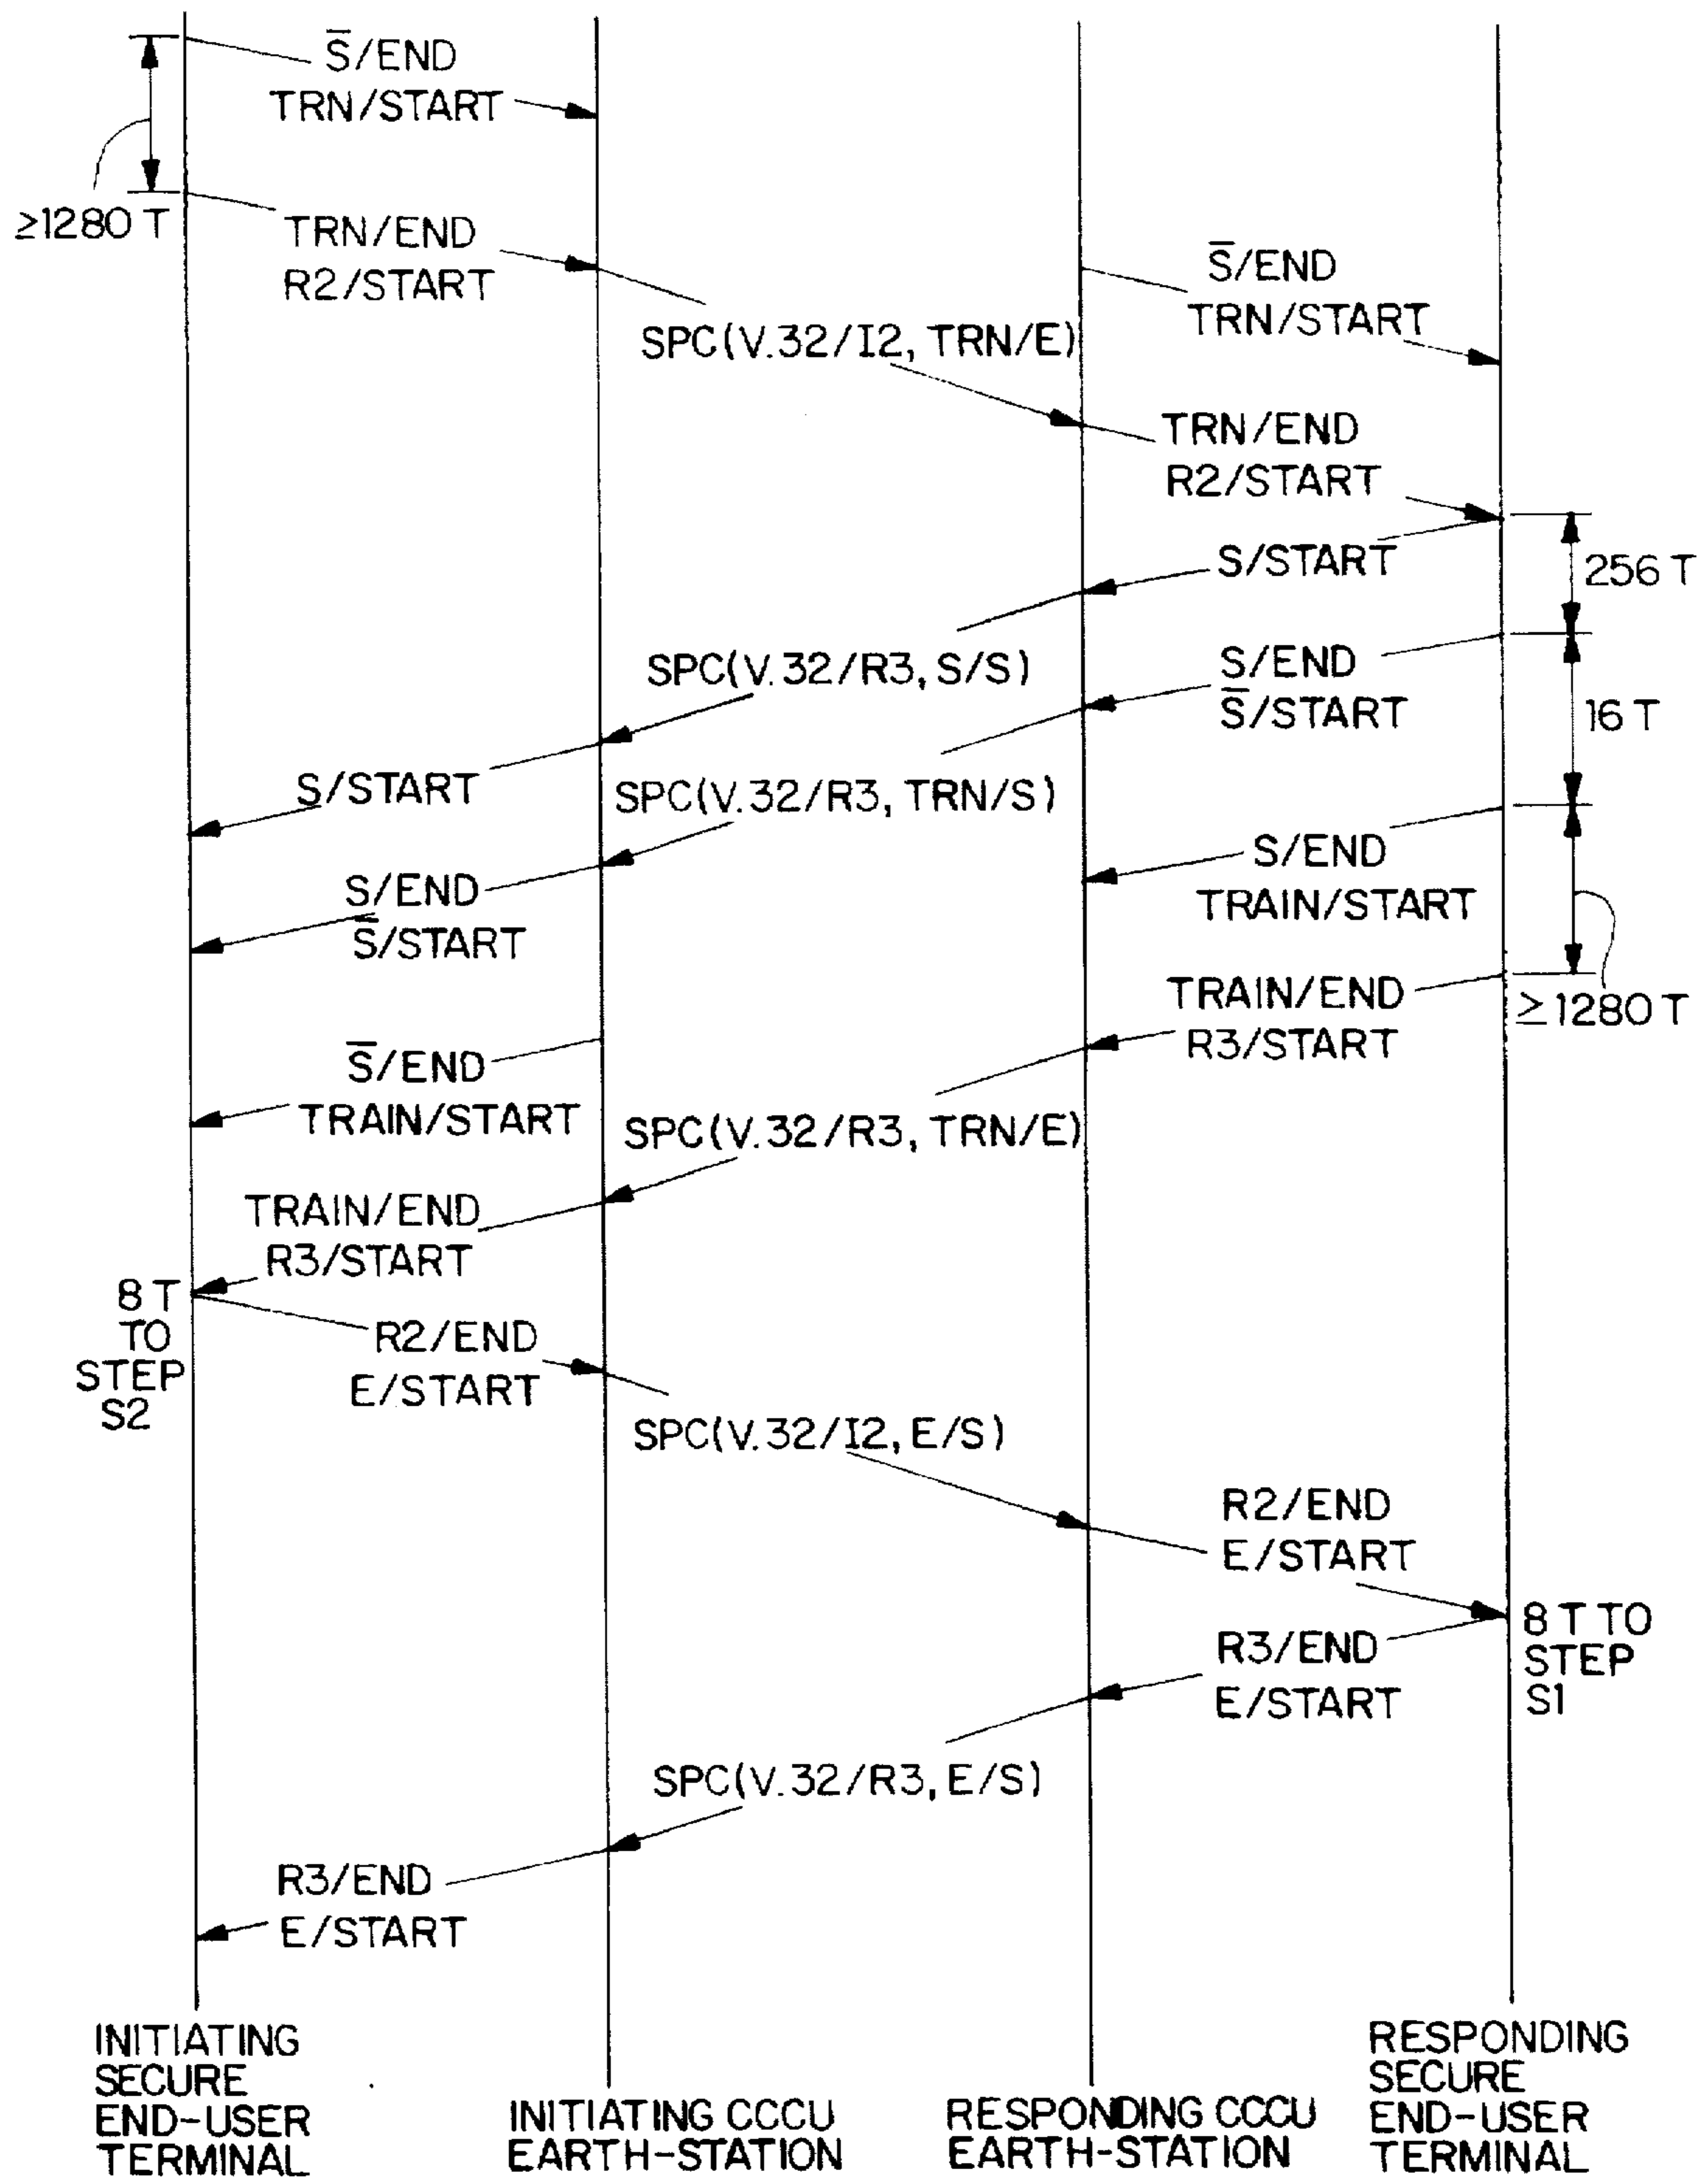 S̅/END
TRN/START
≥1280 T
TRN/END
R2/START
S̅/END
TRN/START
SPC(V.32/I2, TRN/E)
TRN/END
R2/START
S/START
256 T
SPC(V.32/R3, S/S)
S/END
S̅/START
16 T
S/START
SPC(V.32/R3, TRN/S)
S/END
S̅/START
S/END
TRAIN/START
TRAIN/END
R3/START
≥1280 T
S̅/END
TRAIN/START
SPC(V.32/R3, TRN/E)
TRAIN/END
R3/START
8 T
TO
STEP
S2
R2/END
E/START
SPC(V.32/I2, E/S)
R2/END
E/START
8 T TO
STEP
S1
R3/END
E/START
SPC(V.32/R3, E/S)
R3/END
E/START
INITIATING
SECURE
END-USER
TERMINAL
INITIATING CCCU
EARTH-STATION
RESPONDING CCCU
EARTH-STATION
RESPONDING
SECURE
END-USER
TERMINAL